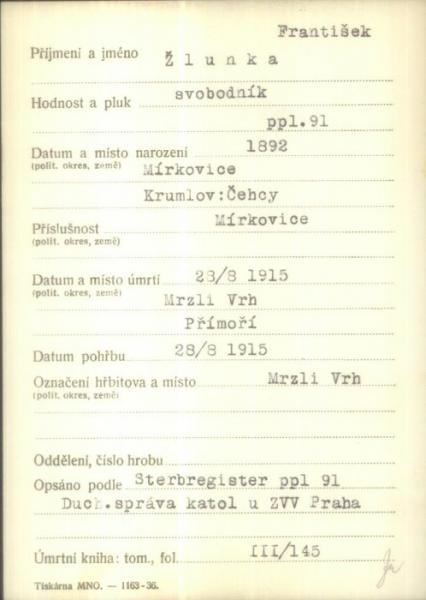 František
Příjmení a jméno Žlunka
Hodnost a pluk svobodník
ppl.91
Datum a místo narození 1892
(polit. okres, země) Mírkovice
Krumlov:Čehcy
Příslušnost Mírkovice
(polit. okres, země)
Datum a místo úmrtí 28/8 1915
(polit. okres, země) Mrzli Vrh
Přímoří
Datum pohřbu 28/8 1915
Označení hřbitova a místo Mrzli Vrh
(polit. okres, země)
Oddělení, číslo hrobu
Opsáno podle Sterbregister ppl 91
Duch.správa katol u ZVV Praha
Úmrtní kniha: tom., fol. III/145
Tiskárna MNO. — 1163-36.